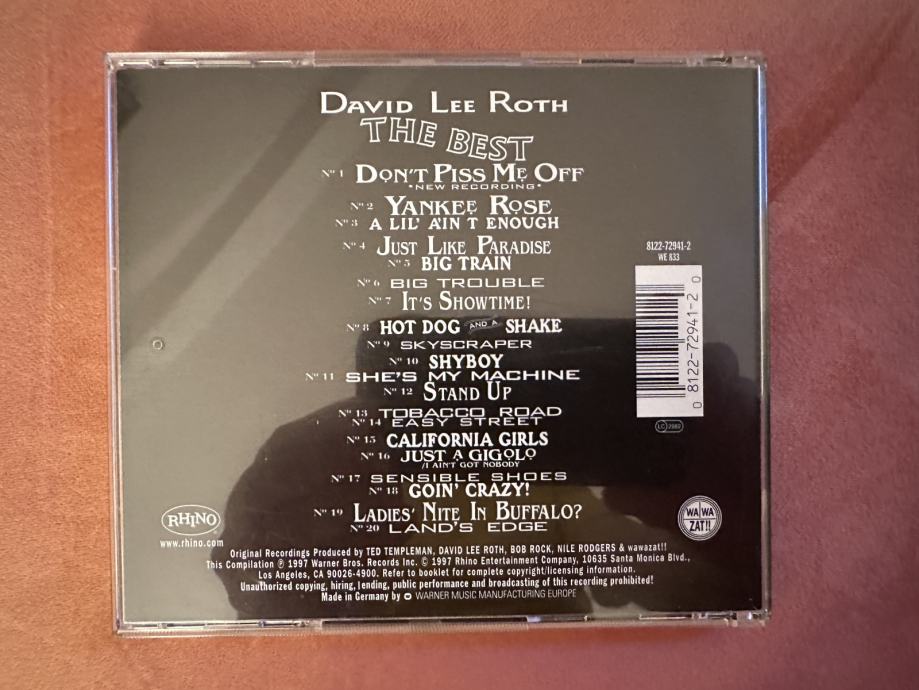 DAVID LEE ROTH
THE BEST
Nº 1 DON'T PISS ME OFF
*NEW RECORDING*
Nº 2 YANKEE ROSE
Nº 3 A LIL' AIN'T ENOUGH
Nº 4 JUST LIKE PARADISE
Nº 5 BIG TRAIN
Nº 6 BIG TROUBLE
Nº 7 IT'S SHOWTIME!
Nº 8 HOT DOG AND A SHAKE
Nº 9 SKYSCRAPER
Nº 10 SHYBOY
Nº 11 SHE'S MY MACHINE
Nº 12 STAND UP
Nº 13 TOBACCO ROAD
Nº 14 EASY STREET
Nº 15 CALIFORNIA GIRLS
Nº 16 JUST A GIGOLO
/I AIN'T GOT NOBODY
Nº 17 SENSIBLE SHOES
Nº 18 GOIN' CRAZY!
Nº 19 LADIES' NITE IN BUFFALO?
Nº 20 LAND'S EDGE
8122-72941-2
WE 833
0 8122-72941-2 0
LC 2982
RHINO
www.rhino.com
WA WA
ZAT!!
Original Recordings Produced by TED TEMPLEMAN, DAVID LEE ROTH, BOB ROCK, NILE RODGERS & wawazat!!
This Compilation ℗ 1997 Warner Bros. Records Inc. © 1997 Rhino Entertainment Company, 10635 Santa Monica Blvd.,
Los Angeles, CA 90026-4900. Refer to booklet for complete copyright/licensing information.
Unauthorized copying, hiring, lending, public performance and broadcasting of this recording prohibited!
Made in Germany by WARNER MUSIC MANUFACTURING EUROPE